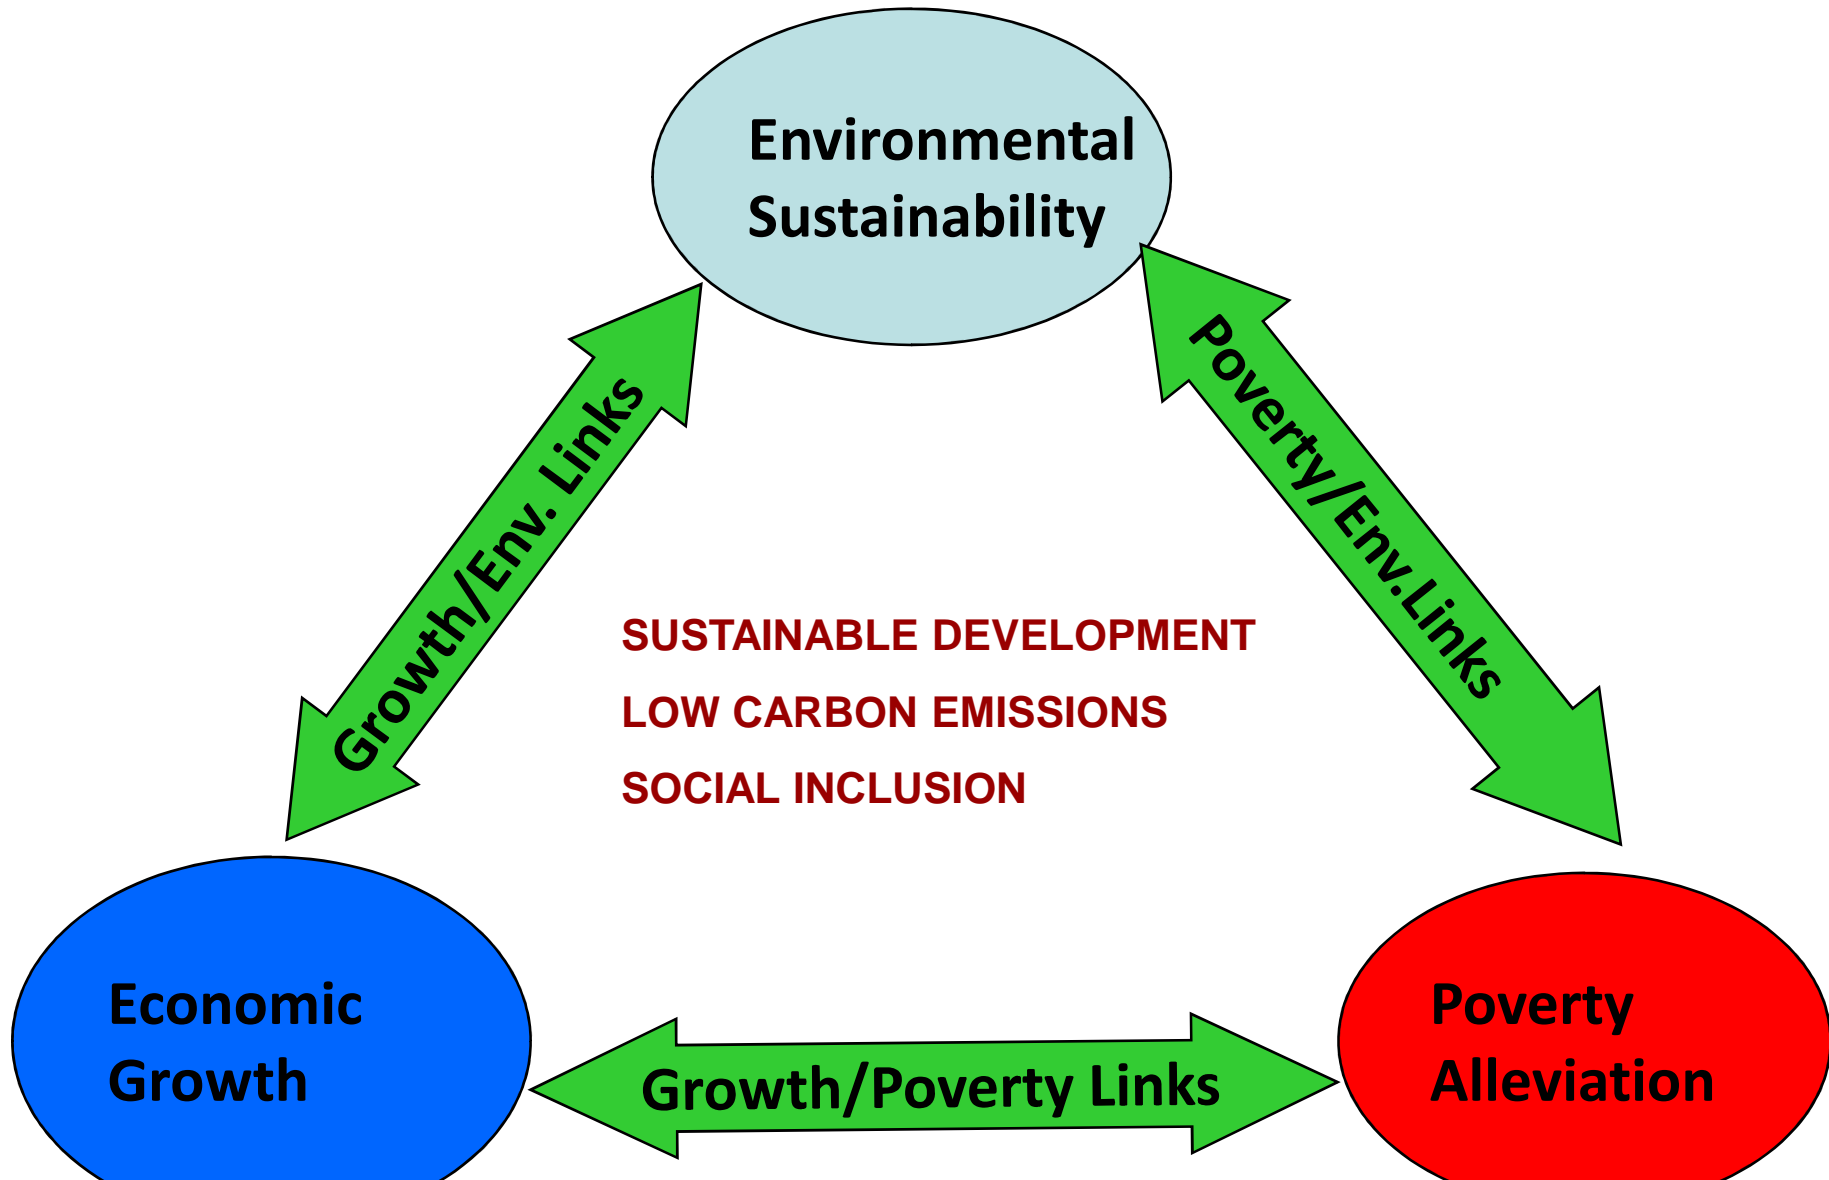 Environmental
Sustainability
Growth/Env. Links
Poverty/Env.Links
SUSTAINABLE DEVELOPMENT
LOW CARBON EMISSIONS
SOCIAL INCLUSION
Economic
Growth
Growth/Poverty Links
Poverty
Alleviation